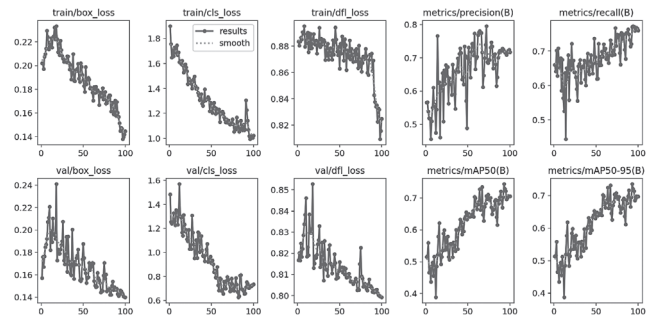 train/box_loss
train/cls_loss
train/dfl_loss
metrics/precision(B)
metrics/recall(B)
0.22
0.20
0.18
0.16
0.14
0 50 100
1.8
1.6
1.4
1.2
1.0
results
smooth
0 50 100
0.88
0.86
0.84
0.82
0 50 100
0.8
0.7
0.6
0.5
0 50 100
0.7
0.6
0.5
0 50 100
val/box_loss
val/cls_loss
val/dfl_loss
metrics/mAP50(B)
metrics/mAP50-95(B)
0.24
0.22
0.20
0.18
0.16
0.14
0 50 100
1.6
1.4
1.2
1.0
0.8
0.6
0 50 100
0.85
0.84
0.83
0.82
0.81
0.80
0 50 100
0.7
0.6
0.5
0.4
0 50 100
0.7
0.6
0.5
0.4
0 50 100